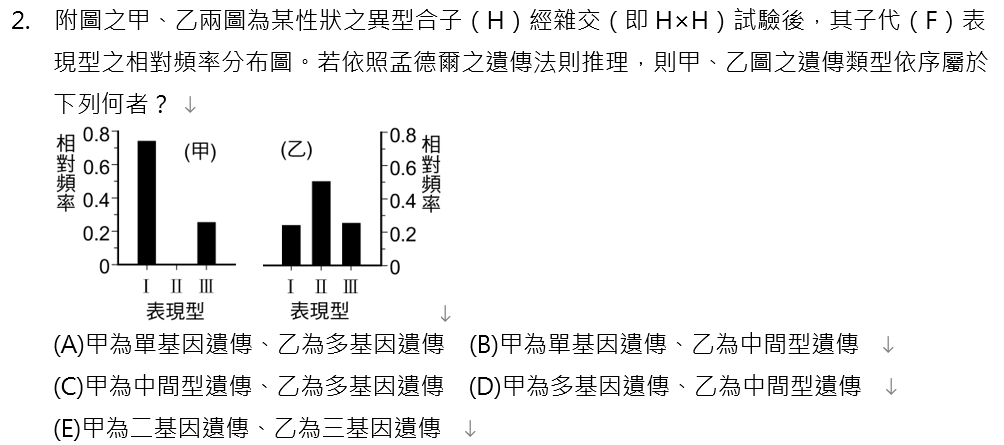 2. 附圖之甲、乙兩圖為某性狀之異型合子（H）經雜交（即 H×H）試驗後，其子代（F）表
現型之相對頻率分布圖。若依照孟德爾之遺傳法則推理，則甲、乙圖之遺傳類型依序屬於
下列何者？ ↓
相對頻率
0.8
0.6
0.4
0.2
0
(甲)
I II III
表現型
(乙)
0.8
0.6
0.4
0.2
0
相對頻率
I II III
表現型 ↓
(A)甲為單基因遺傳、乙為多基因遺傳 (B)甲為單基因遺傳、乙為中間型遺傳 ↓
(C)甲為中間型遺傳、乙為多基因遺傳 (D)甲為多基因遺傳、乙為中間型遺傳 ↓
(E)甲為二基因遺傳、乙為三基因遺傳 ↓